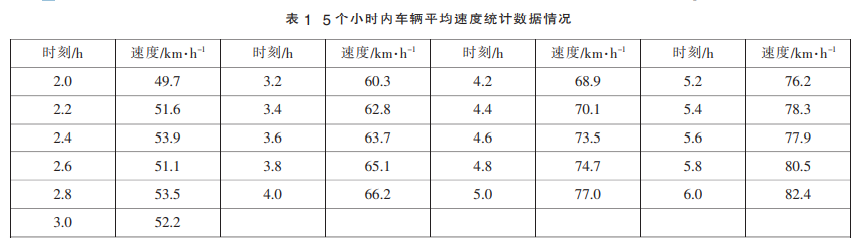 表 1 5 个小时内车辆平均速度统计数据情况
时刻/h 速度/km·h⁻¹ 时刻/h 速度/km·h⁻¹ 时刻/h 速度/km·h⁻¹ 时刻/h 速度/km·h⁻¹
2.0 49.7 3.2 60.3 4.2 68.9 5.2 76.2
2.2 51.6 3.4 62.8 4.4 70.1 5.4 78.3
2.4 53.9 3.6 63.7 4.6 73.5 5.6 77.9
2.6 51.1 3.8 65.1 4.8 74.7 5.8 80.5
2.8 53.5 4.0 66.2 5.0 77.0 6.0 82.4
3.0 52.2